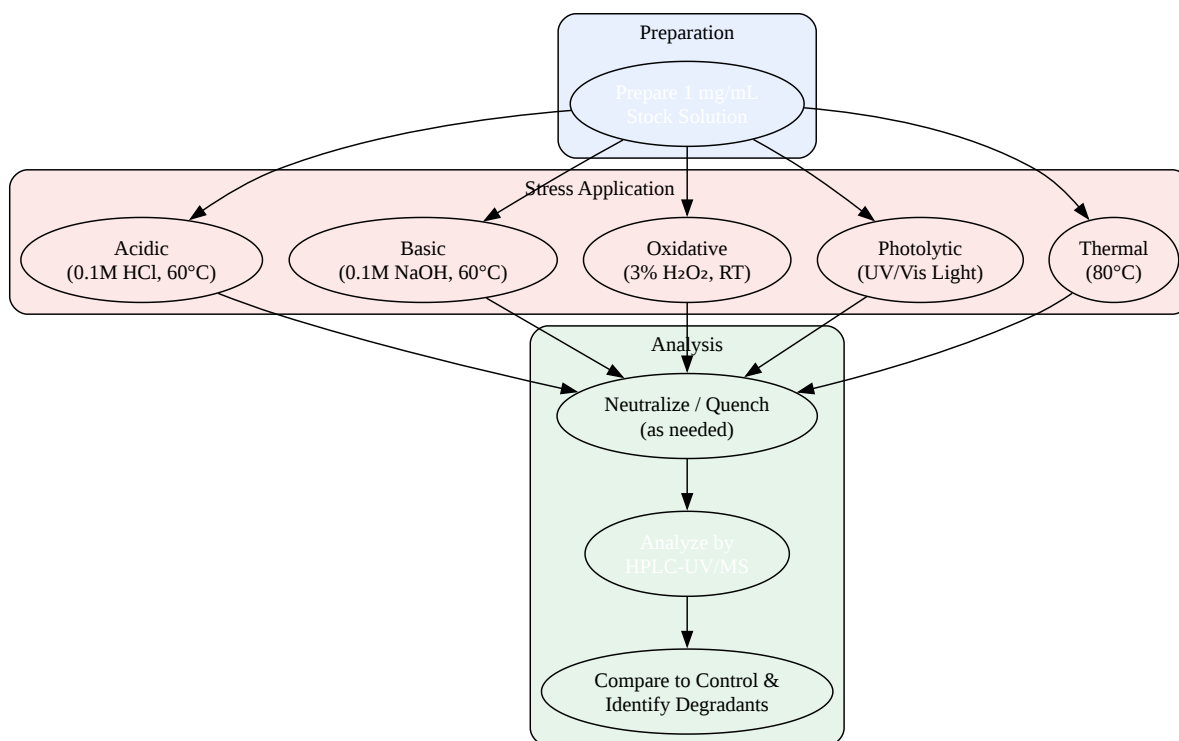 Preparation
Prepare 1 mg/mL
Stock Solution
Stress Application
Acidic
(0.1M HCl, 60°C)
Basic
(0.1M NaOH, 60°C)
Oxidative
(3% H₂O₂, RT)
Photolytic
(UV/Vis Light)
Thermal
(80°C)
Analysis
Neutralize / Quench
(as needed)
Analyze by
HPLC-UV/MS
Compare to Control &
Identify Degradants